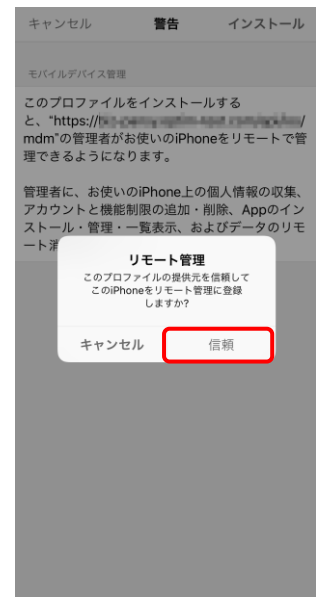 キャンセル 警告 インストール
モバイルデバイス管理
このプロファイルをインストールする
と、"https:// /
mdm"の管理者がお使いのiPhoneをリモートで管
理できるようになります。
管理者に、お使いのiPhone上の個人情報の収集、
アカウントと機能制限の追加・削除、Appのイン
ストール・管理・一覧表示、およびデータのリモ
ート消
リモート管理
このプロファイルの提供元を信頼して
このiPhoneをリモート管理に登録
しますか?
キャンセル 信頼